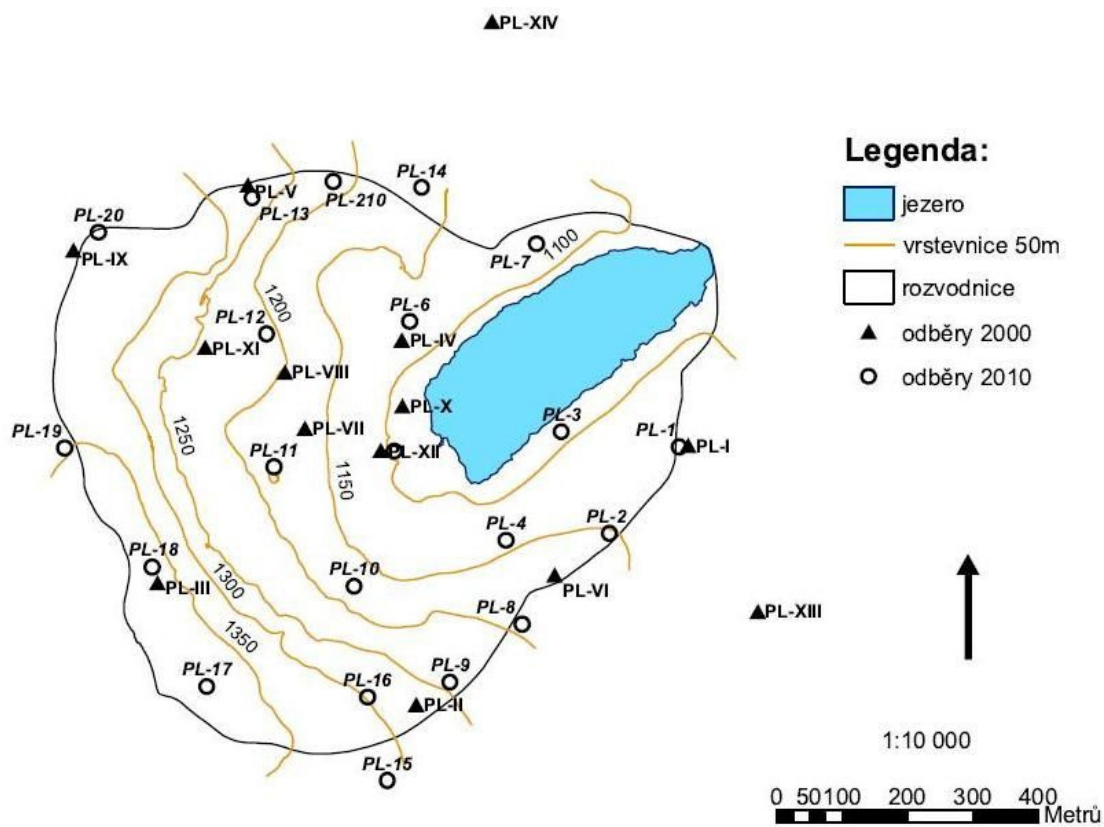 PL-XIV
Legenda:
jezero
vrstevnice 50m
rozvodnice
odběry 2000
odběry 2010
PL-14
PL-V
PL-210
PL-13
PL-20
PL-IX
PL-7
1100
1200
PL-6
PL-12
PL-IV
PL-XI
PL-VIII
PL-X
PL-3
PL-VII
PL-19
1250
PL-1
PL-I
PL-11
PL-XII
1150
PL-4
PL-2
PL-18
PL-III
PL-10
1300
PL-VI
PL-8
PL-XIII
1350
PL-17
PL-16
PL-9
PL-II
PL-15
1:10 000
0 50 100 200 300 400
Metrů